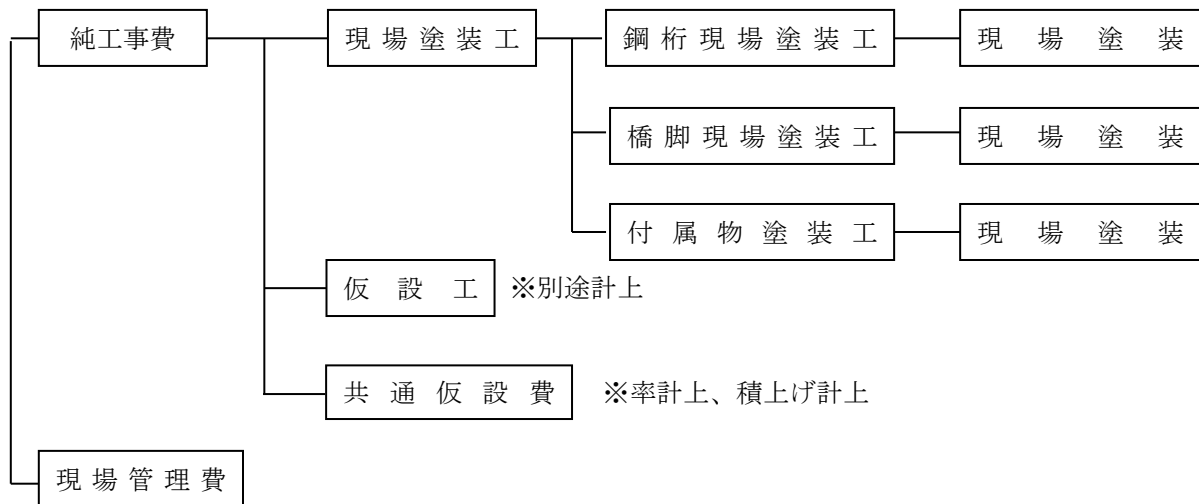 純工事費 現場塗装工 鋼桁現場塗装工 現場塗装
橋脚現場塗装工 現場塗装
付属物塗装工 現場塗装
仮設工 ※別途計上
共通仮設費 ※率計上、積上げ計上
現場管理費